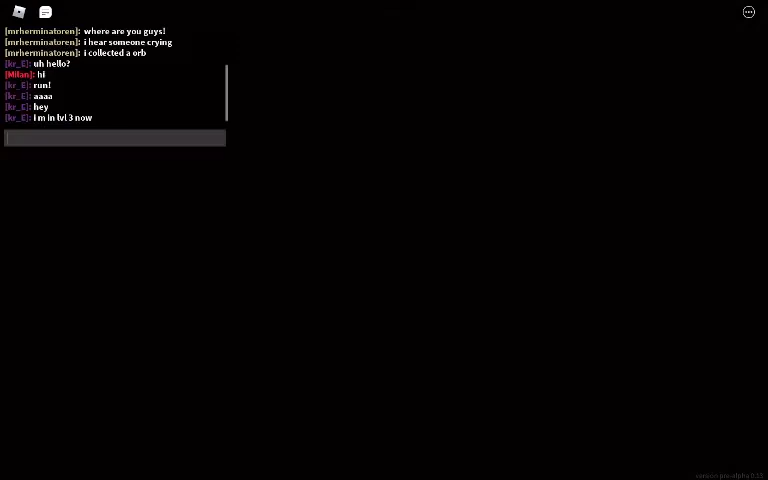 [mrherminatoren]: where are you guys!
[mrherminatoren]: i hear someone crying
[mrherminatoren]: i collected a orb
[kr_E]: uh hello?
[Milan]: hi
[kr_E]: run!
[kr_E]: aaaa
[kr_E]: hey
[kr_E]: i m in lvl 3 now